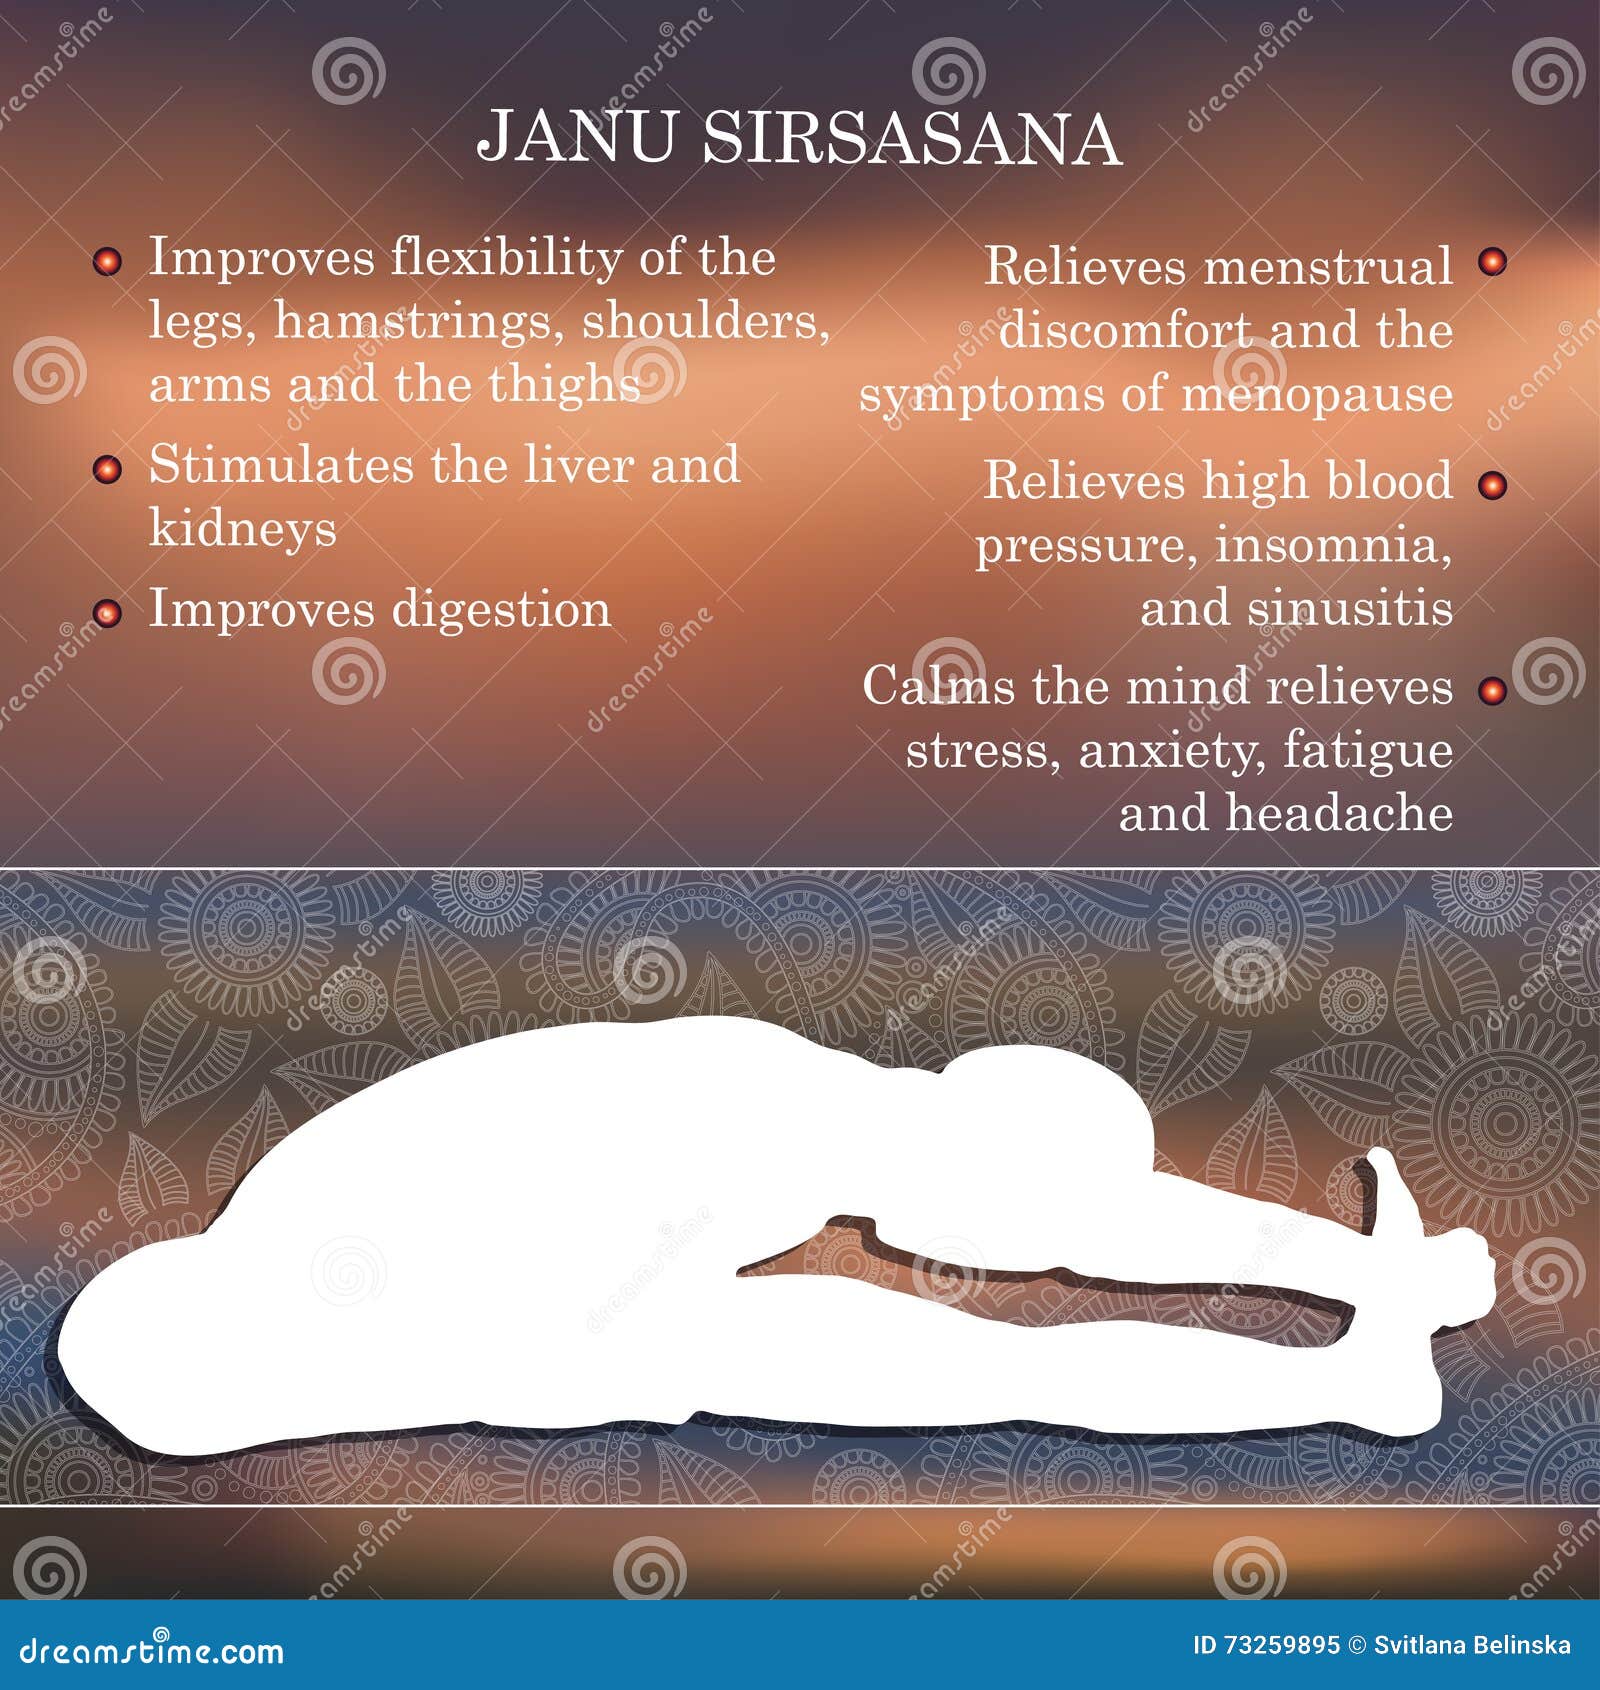 JANU SIRSASANA
Improves flexibility of the
legs, hamstrings, shoulders,
arms and the thighs
Stimulates the liver and
kidneys
Improves digestion
Relieves menstrual
discomfort and the
symptoms of menopause
Relieves high blood
pressure, insomnia,
and sinusitis
Calms the mind relieves
stress, anxiety, fatigue
and headache
dreamstime.com
ID 73259895 © Svitlana Belinska